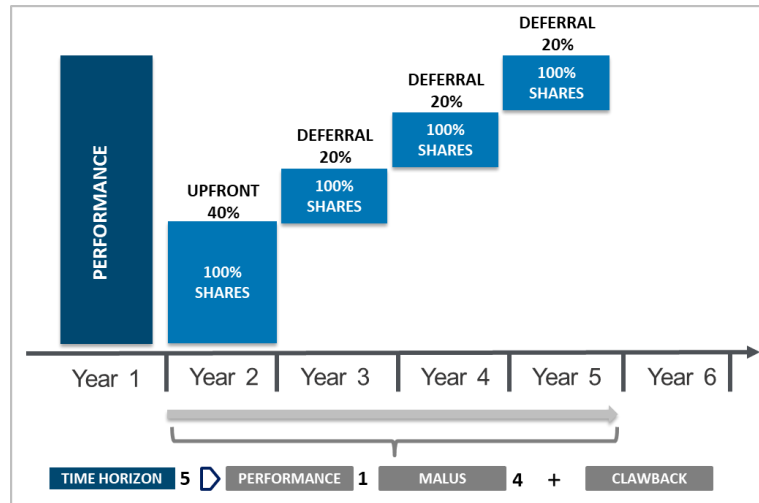 DEFERRAL
20%
100%
SHARES
DEFERRAL
20%
100%
SHARES
DEFERRAL
20%
100%
SHARES
UPFRONT
40%
100%
SHARES
PERFORMANCE
Year 1
Year 2
Year 3
Year 4
Year 5
Year 6
TIME HORIZON 5 PERFORMANCE 1 MALUS 4 + CLAWBACK